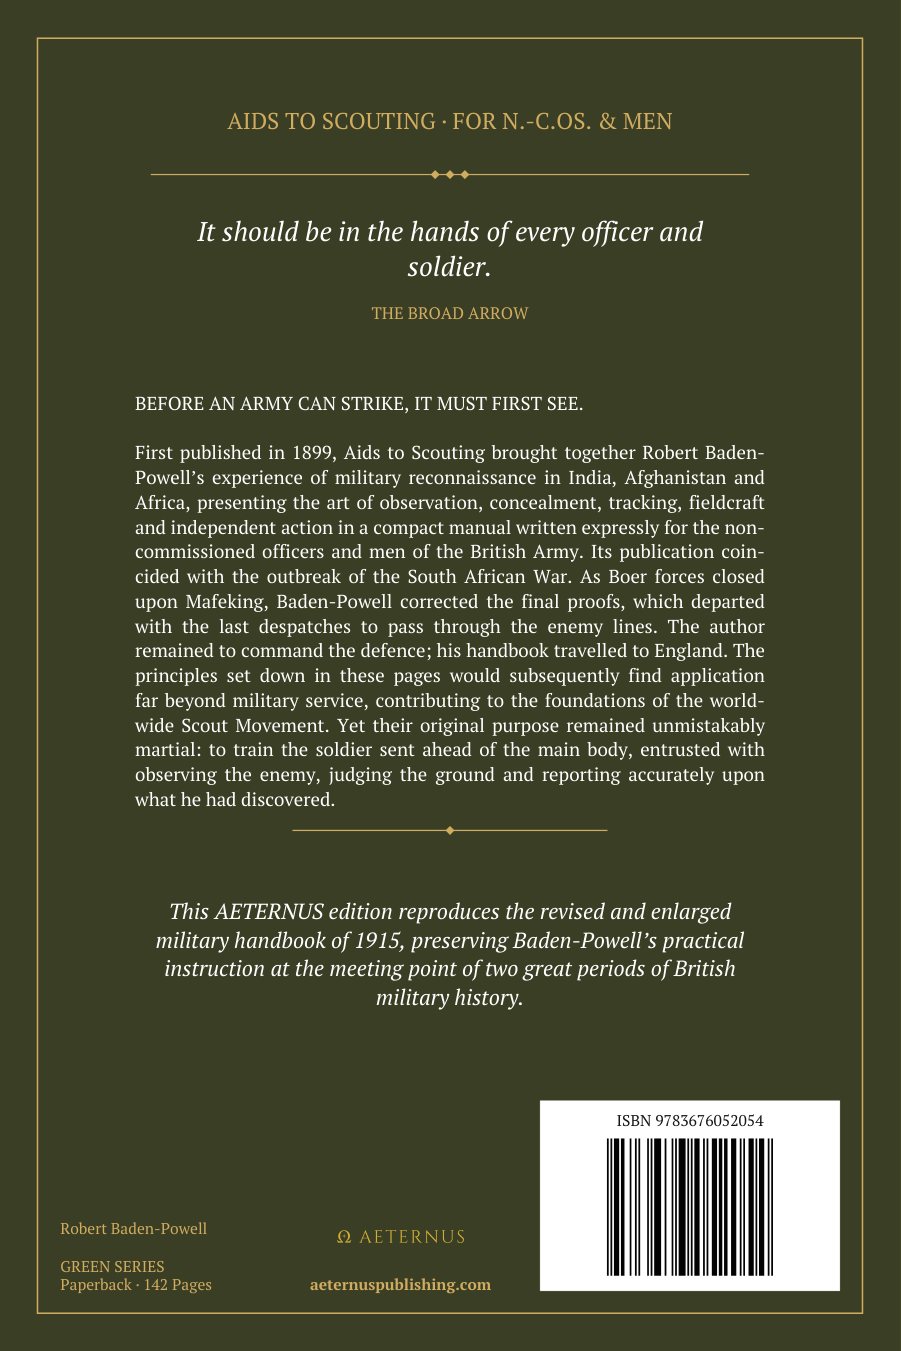 AIDS TO SCOUTING · FOR N.-C.OS. & MEN
It should be in the hands of every officer and
soldier.
THE BROAD ARROW
BEFORE AN ARMY CAN STRIKE, IT MUST FIRST SEE.
First published in 1899, Aids to Scouting brought together Robert Baden-
Powell’s experience of military reconnaissance in India, Afghanistan and
Africa, presenting the art of observation, concealment, tracking, fieldcraft
and independent action in a compact manual written expressly for the non-
commissioned officers and men of the British Army. Its publication coin-
cided with the outbreak of the South African War. As Boer forces closed
upon Mafeking, Baden-Powell corrected the final proofs, which departed
with the last despatches to pass through the enemy lines. The author
remained to command the defence; his handbook travelled to England. The
principles set down in these pages would subsequently find application
far beyond military service, contributing to the foundations of the world-
wide Scout Movement. Yet their original purpose remained unmistakably
martial: to train the soldier sent ahead of the main body, entrusted with
observing the enemy, judging the ground and reporting accurately upon
what he had discovered.
This AETERNUS edition reproduces the revised and enlarged
military handbook of 1915, preserving Baden-Powell’s practical
instruction at the meeting point of two great periods of British
military history.
ISBN 9783676052054
Robert Baden-Powell
GREEN SERIES
Paperback · 142 Pages
Ω AETERNUS
aeternuspublishing.com